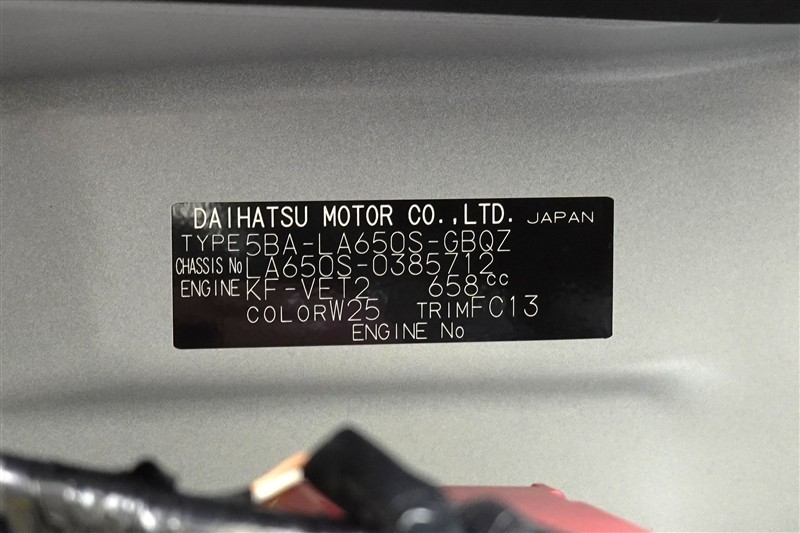 DAIHATSU MOTOR CO.,LTD. JAPAN
TYPE 5BA-LA650S-GBQZ
CHASSIS No LA650S-0385712
ENGINE KF-VET2 658cc
COLOR W25 TRIM FC13
ENGINE No